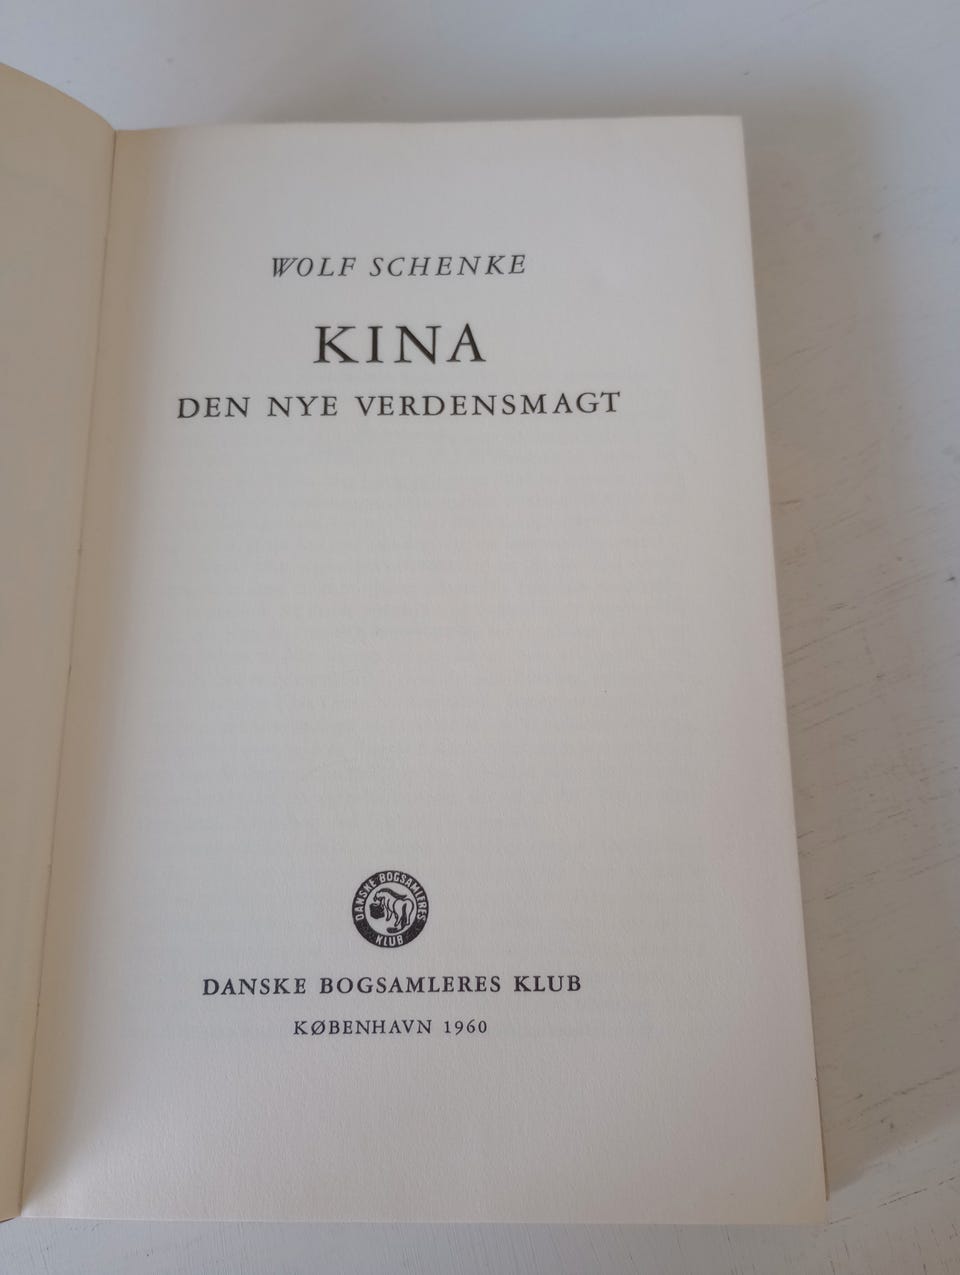 WOLF SCHENKE
KINA
DEN NYE VERDENSMAGT
DANSKE BOGSAMLERES
KLUB
DANSKE BOGSAMLERES KLUB
KØBENHAVN 1960